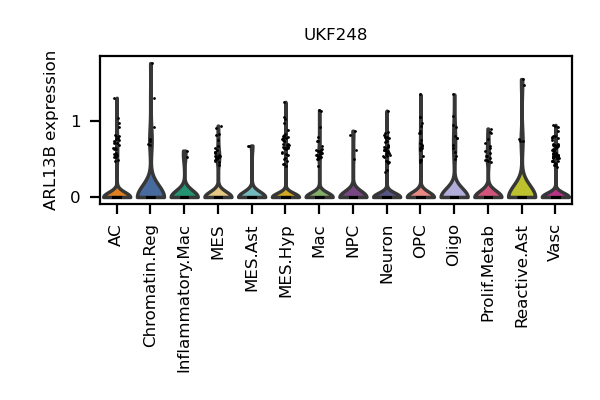 UKF248
ARL13B expression
1
0
AC
Chromatin.Reg
Inflammatory.Mac
MES
MES.Ast
MES.Hyp
Mac
NPC
Neuron
OPC
Oligo
Prolif.Metab
Reactive.Ast
Vasc